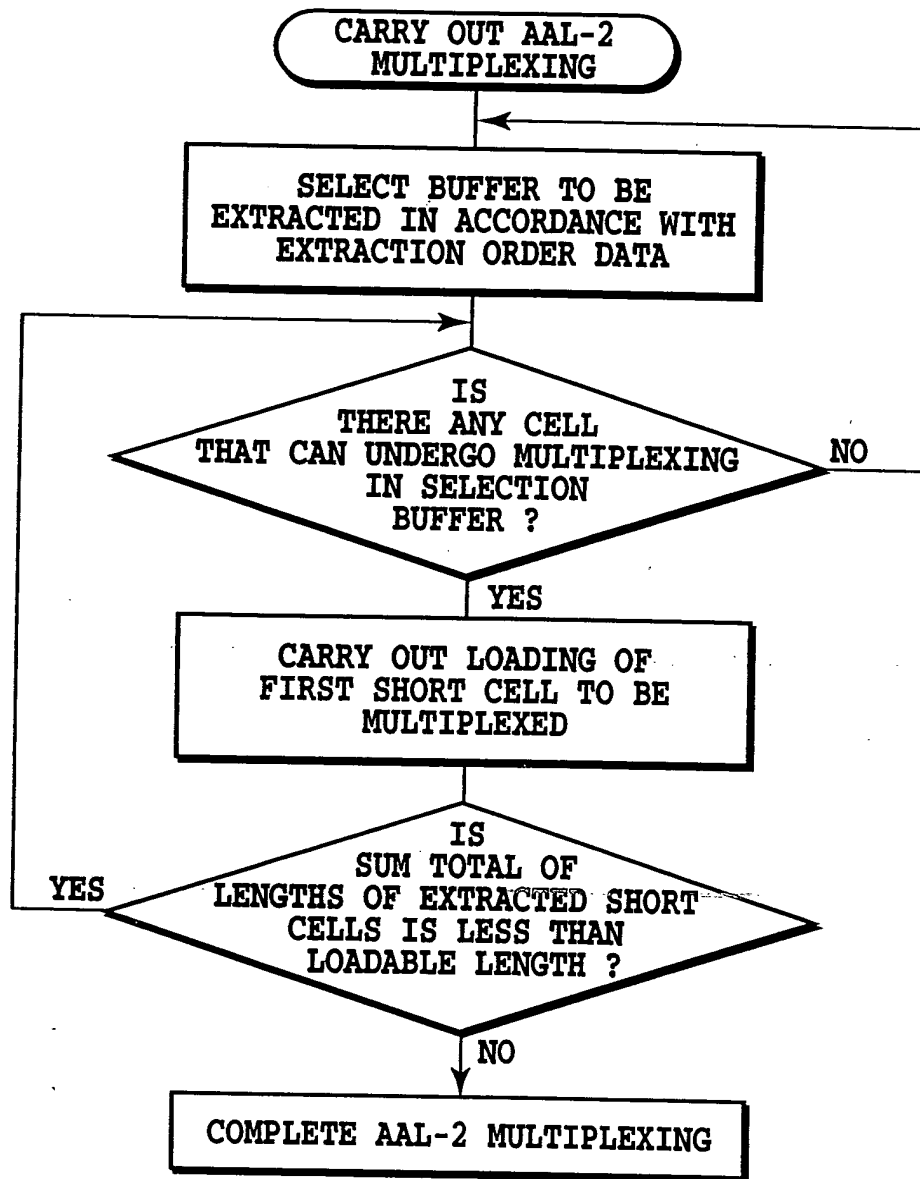 CARRY OUT AAL-2
MULTIPLEXING
SELECT BUFFER TO BE
EXTRACTED IN ACCORDANCE WITH
EXTRACTION ORDER DATA
IS
THERE ANY CELL
THAT CAN UNDERGO MULTIPLEXING
IN SELECTION
BUFFER ?
NO
YES
CARRY OUT LOADING OF
FIRST SHORT CELL TO BE
MULTIPLEXED
IS
SUM TOTAL OF
LENGTHS OF EXTRACTED SHORT
CELLS IS LESS THAN
LOADABLE LENGTH ?
YES
NO
COMPLETE AAL-2 MULTIPLEXING